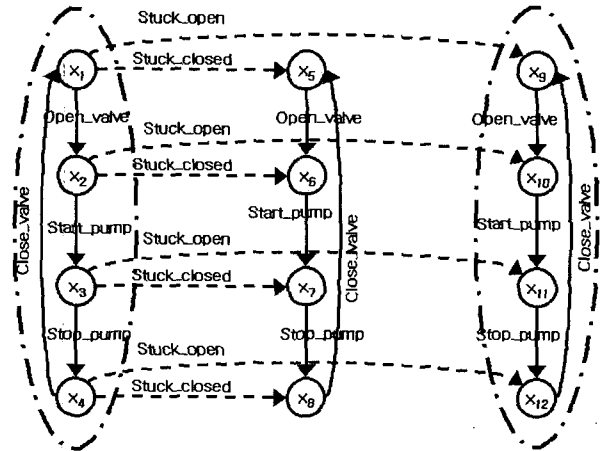 Stuck_open
x1 Stuck_closed x5 x9
Open_valve Open_valve Open_valve
Stuck_open
x2 Stuck_closed x6 x10
Start_pump Start_pump Start_pump
Close_valve Close_valve Close_valve
Stuck_open
x3 Stuck_closed x7 x11
Stop_pump Stop_pump Stop_pump
Stuck_open
x4 Stuck_closed x8 x12